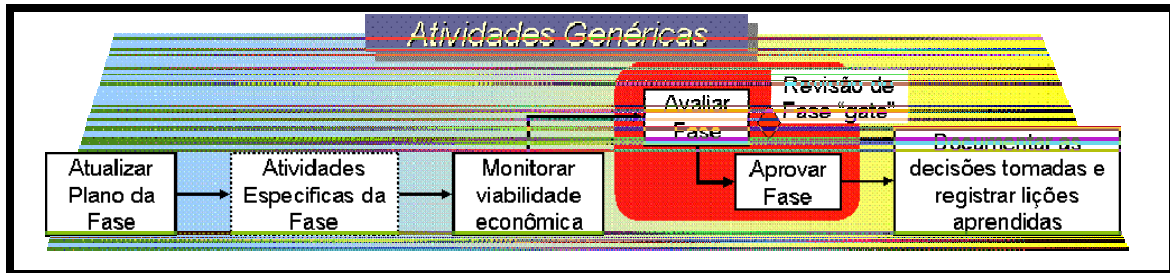 Atividades Genéricas
Revisão de
Fase "gate"
Avaliar
Fase
Atualizar
Plano da
Fase
Atividades
Especificas da
Fase
Monitorar
viabilidade
econômica
Aprovar
Fase
Documentar as
decisões tomadas e
registrar lições
aprendidas